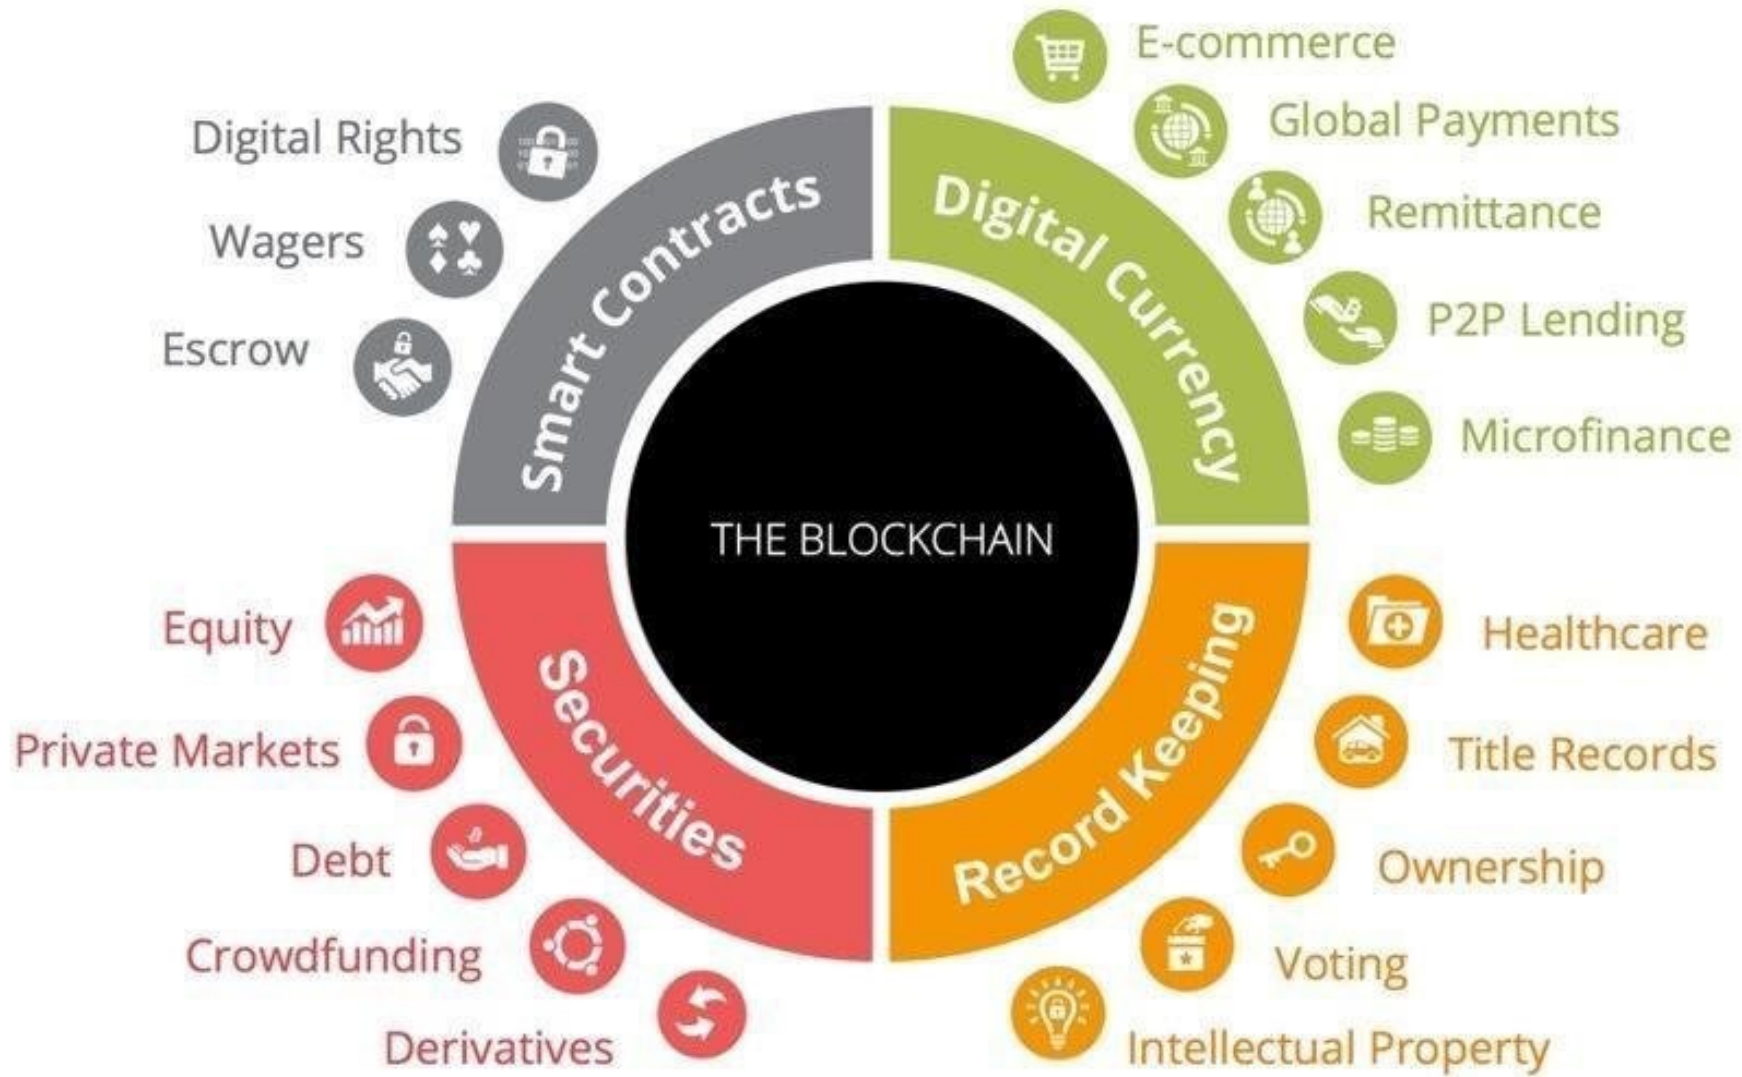 E-commerce
Global Payments
Remittance
P2P Lending
Microfinance
Digital Rights
Wagers
Escrow
Smart Contracts
Digital Currency
THE BLOCKCHAIN
Securities
Record Keeping
Equity
Private Markets
Debt
Crowdfunding
Derivatives
Healthcare
Title Records
Ownership
Voting
Intellectual Property